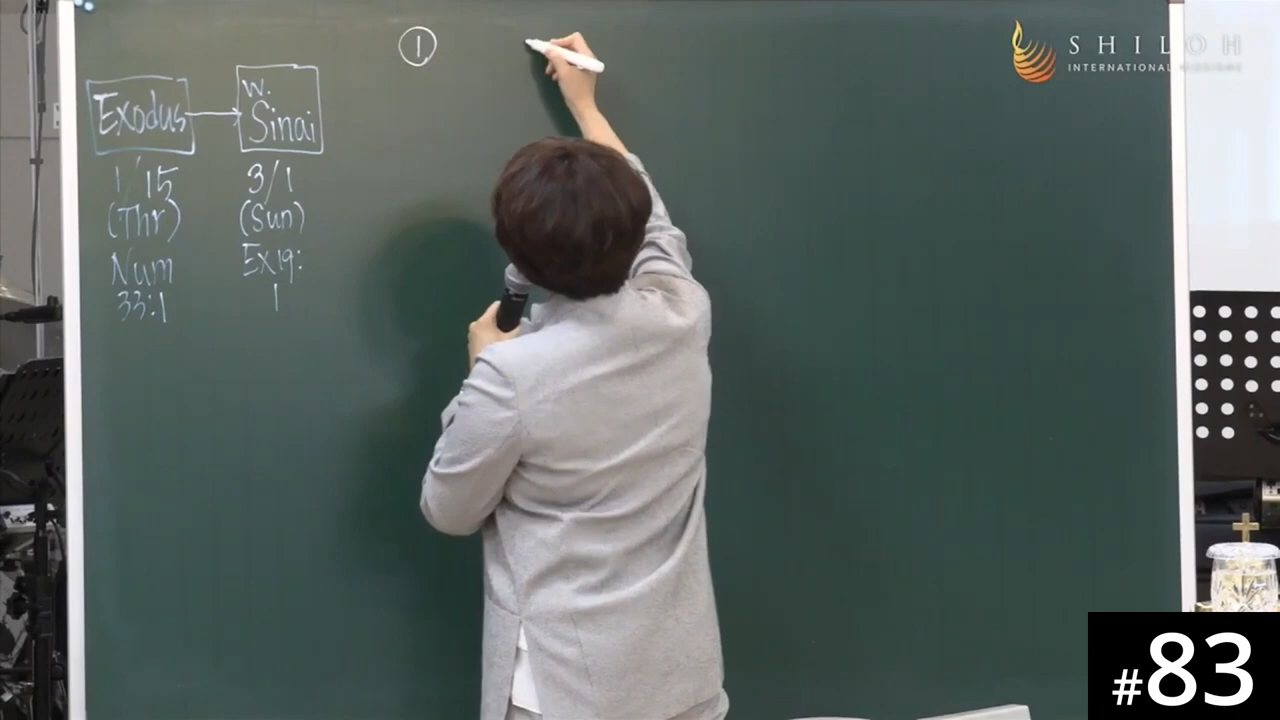 ①
Exodus
1/15
(Thr)
Num
33:1
w.
Sinai
3/1
(Sun)
Ex19:
1
SHILOH
INTERNATIONAL MISSIONS
#83